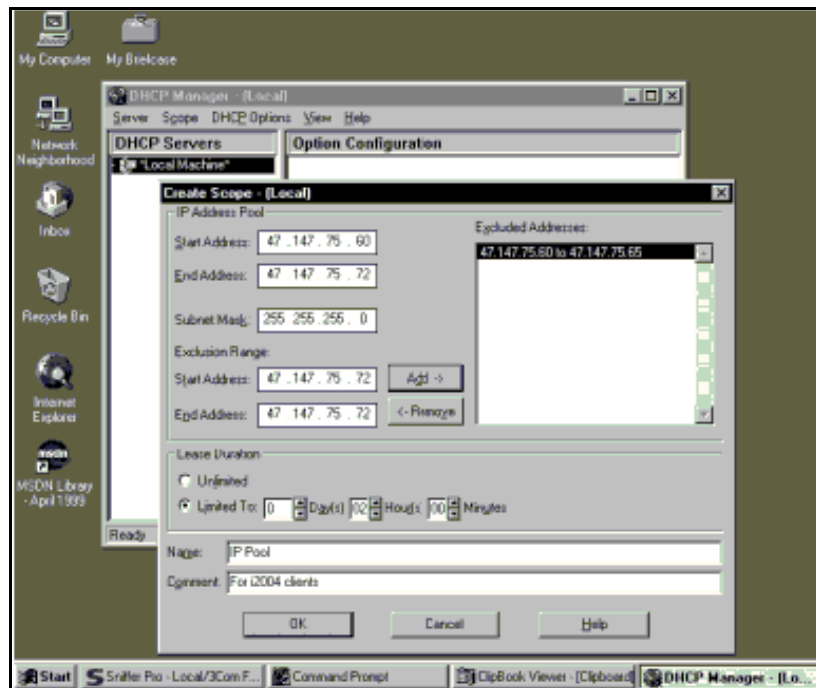 My Computer
My Briefcase
Network Neighborhood
Inbox
Recycle Bin
Internet Explorer
MSDN Library - April 1999
DHCP Manager - (Local)
Server Scope DHCP Options View Help
DHCP Servers
Option Configuration
*Local Machine*
Create Scope - (Local)
IP Address Pool
Start Address: 47 .147 . 75 . 60
End Address: 47 147 75 . 72
Subnet Mask: 255 255 .255 . 0
Exclusion Range:
Start Address: 47 .147 . 75 . 72
End Address: 47 147 . 75 . 72
Add ->
<- Remove
Excluded Addresses:
47.147.75.60 to 47.147.75.65
Lease Duration
Unlimited
Limited To: 0 Day(s) 02 Hour(s) 00 Minutes
Name: IP Pool
Comment: For i2004 clients
OK Cancel Help
Ready
Start
Sniffer Pro - Local/3Com F...
Command Prompt
ClipBook Viewer - [Clipboard]
DHCP Manager - (Lo...